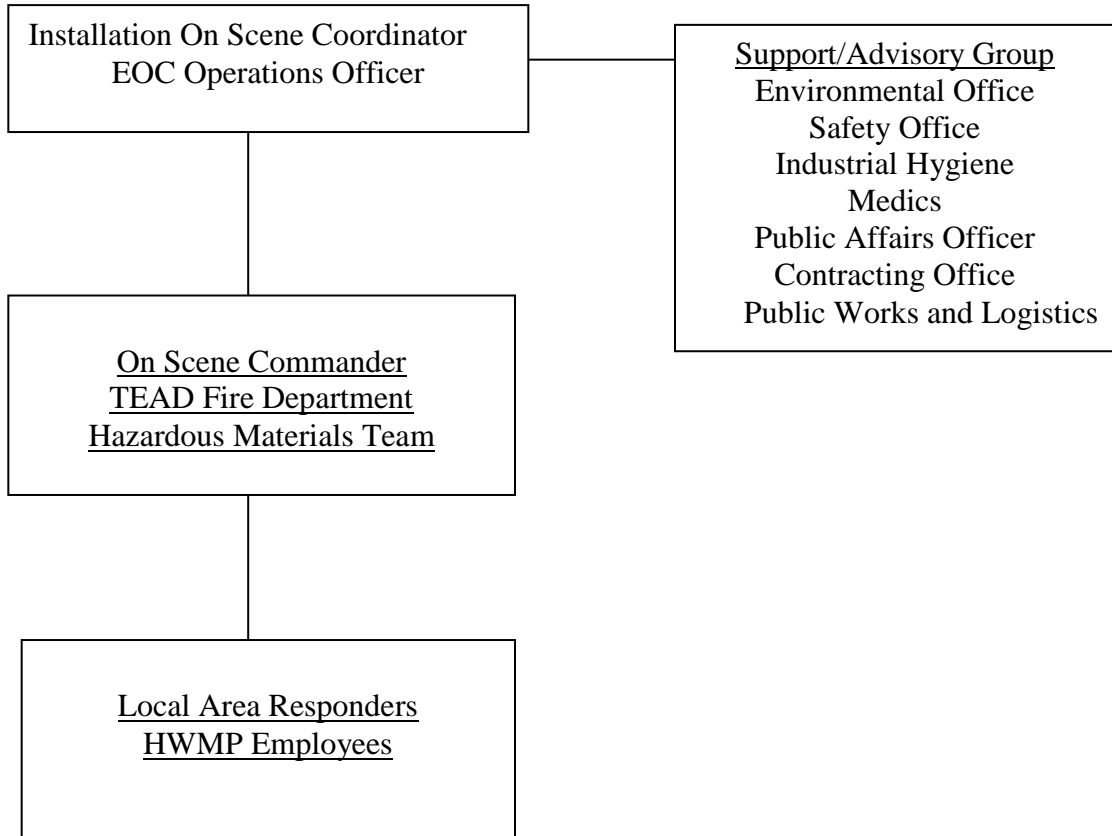 Installation On Scene Coordinator
EOC Operations Officer
Support/Advisory Group
Environmental Office
Safety Office
Industrial Hygiene
Medics
Public Affairs Officer
Contracting Office
Public Works and Logistics
On Scene Commander
TEAD Fire Department
Hazardous Materials Team
Local Area Responders
HWMP Employees